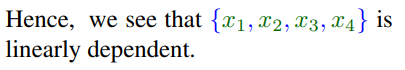 Hence, we see that {x1, x2, x3, x4} is
linearly dependent.